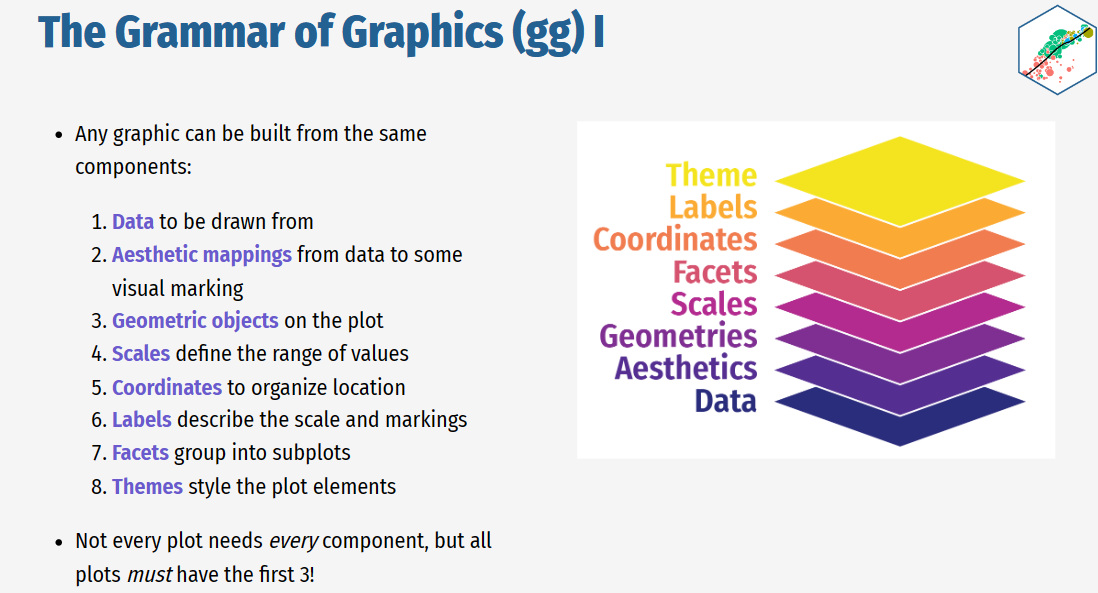 The Grammar of Graphics (gg) I
• Any graphic can be built from the same
components:
1. Data to be drawn from
2. Aesthetic mappings from data to some
visual marking
3. Geometric objects on the plot
4. Scales define the range of values
5. Coordinates to organize location
6. Labels describe the scale and markings
7. Facets group into subplots
8. Themes style the plot elements
• Not every plot needs every component, but all
plots must have the first 3!
Theme
Labels
Coordinates
Facets
Scales
Geometries
Aesthetics
Data